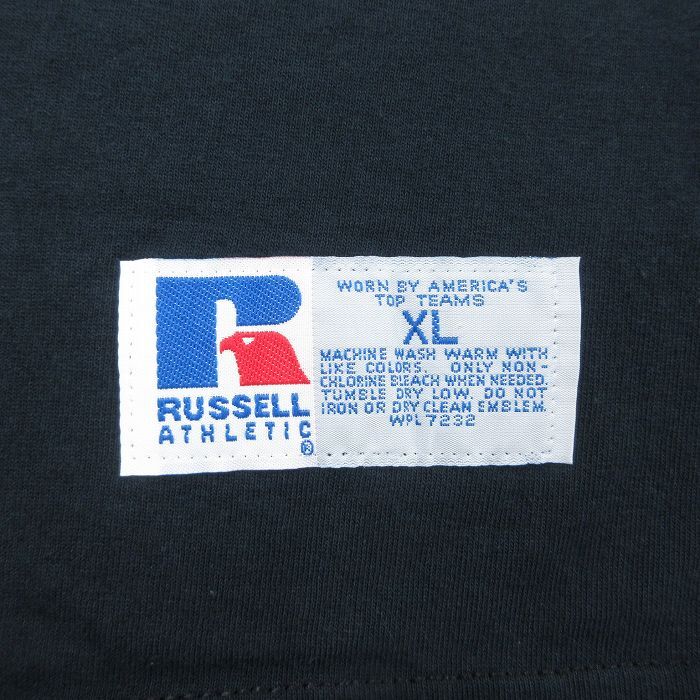 RUSSELL
ATHLETIC
®
WORN BY AMERICA'S
TOP TEAMS
XL
MACHINE WASH WARM WITH
LIKE COLORS. ONLY NON-
CHLORINE BLEACH WHEN NEEDED.
TUMBLE DRY LOW. DO NOT
IRON OR DRY CLEAN EMBLEM.
WPL7232